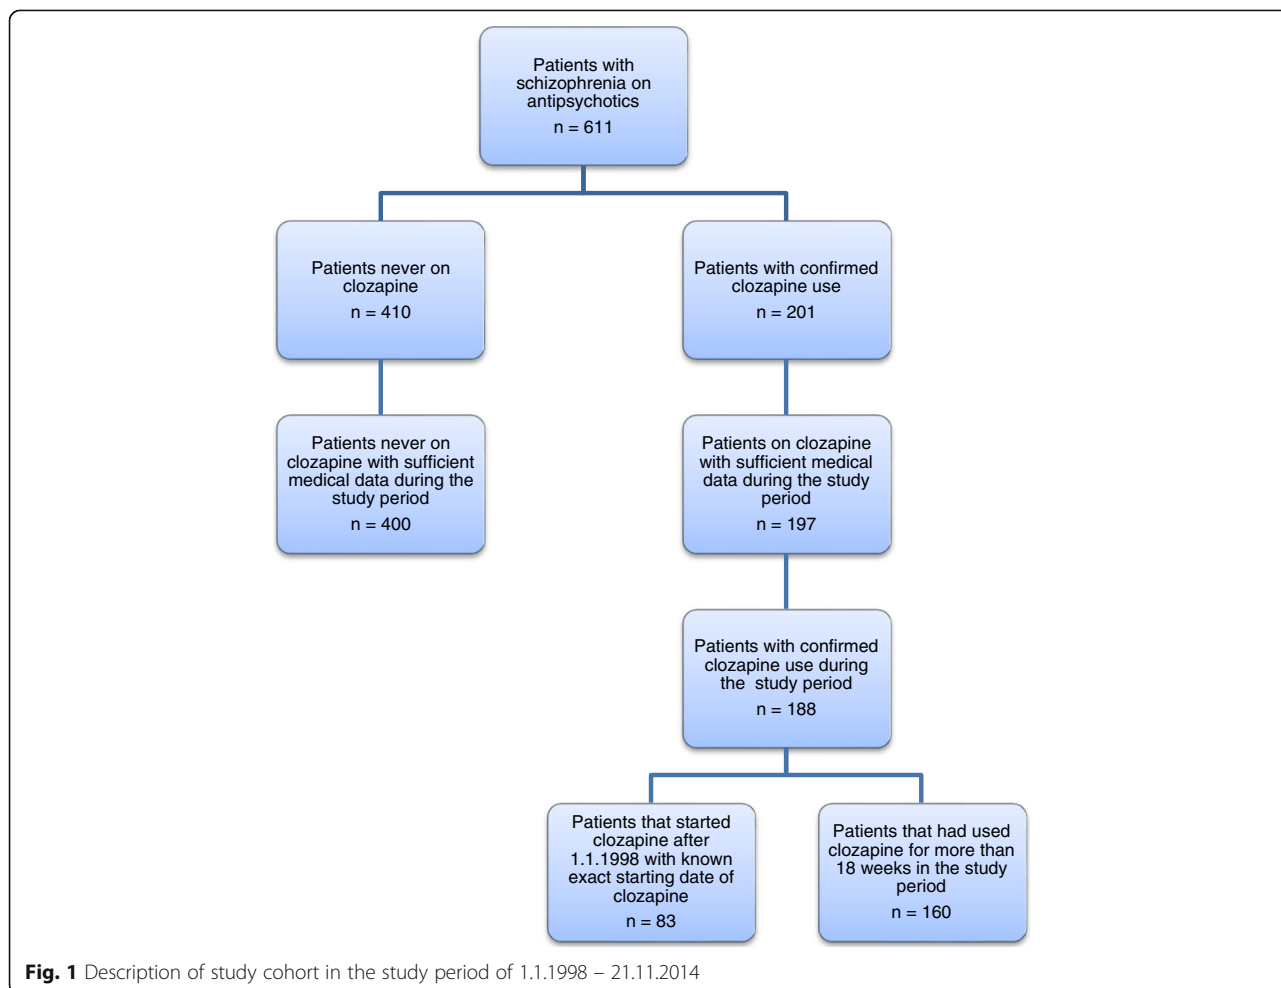 Patients with
schizophrenia on
antipsychotics
n = 611
Patients never on
clozapine
n = 410
Patients with confirmed
clozapine use
n = 201
Patients never on
clozapine with sufficient
medical data during the
study period
n = 400
Patients on clozapine
with sufficient medical
data during the study
period
n = 197
Patients with confirmed
clozapine use during
the study period
n = 188
Patients that started
clozapine after
1.1.1998 with known
exact starting date of
clozapine
n = 83
Patients that had used
clozapine for more than
18 weeks in the study
period
n = 160
Fig. 1 Description of study cohort in the study period of 1.1.1998 – 21.11.2014